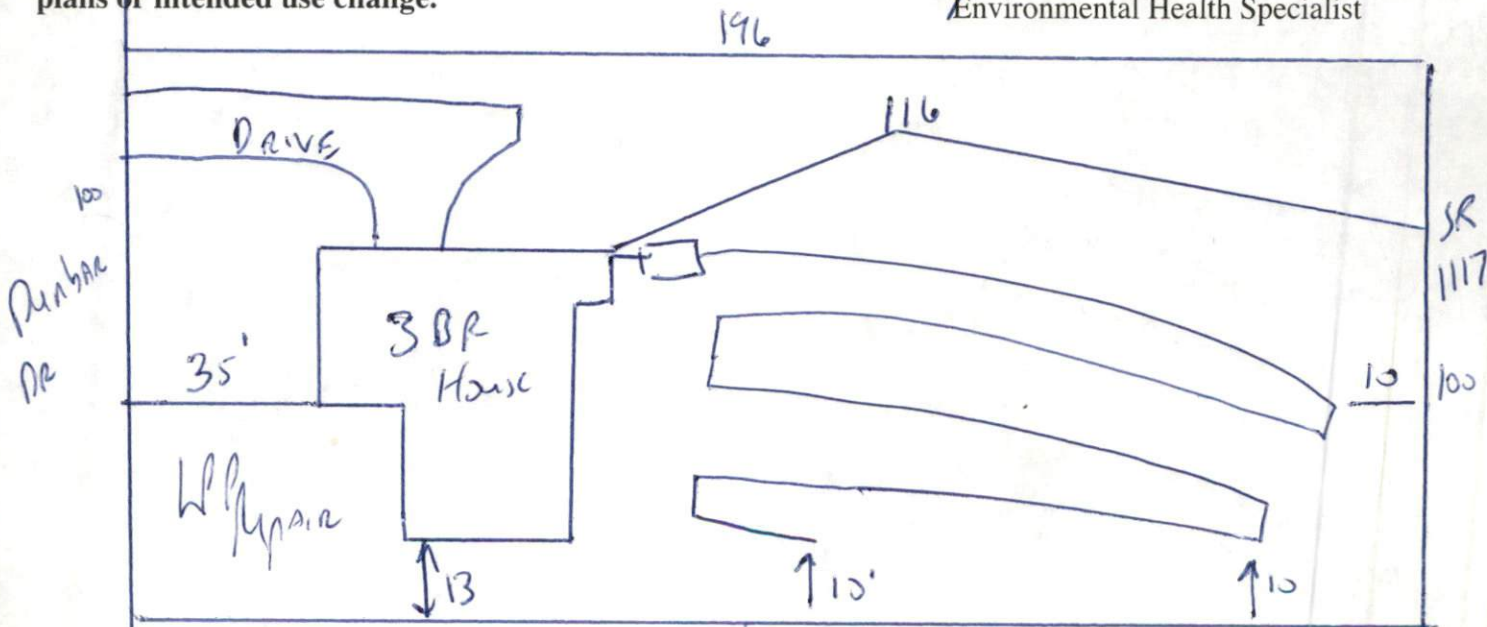 plans or intended use change.
Environmental Health Specialist
196
116
DRIVE
100
Dunbar
DR
SR
1117
3 BR
House
35'
10
100
Repair
13
10'
10